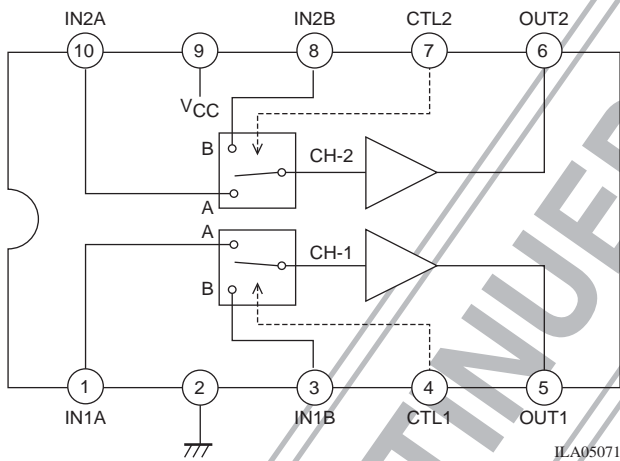 IN2A IN2B CTL2 OUT2
10 9 8 7 6
VCC
B
CH-2
A
A
CH-1
B
1 2 3 4 5
IN1A IN1B CTL1 OUT1
ILA05071
TINUED